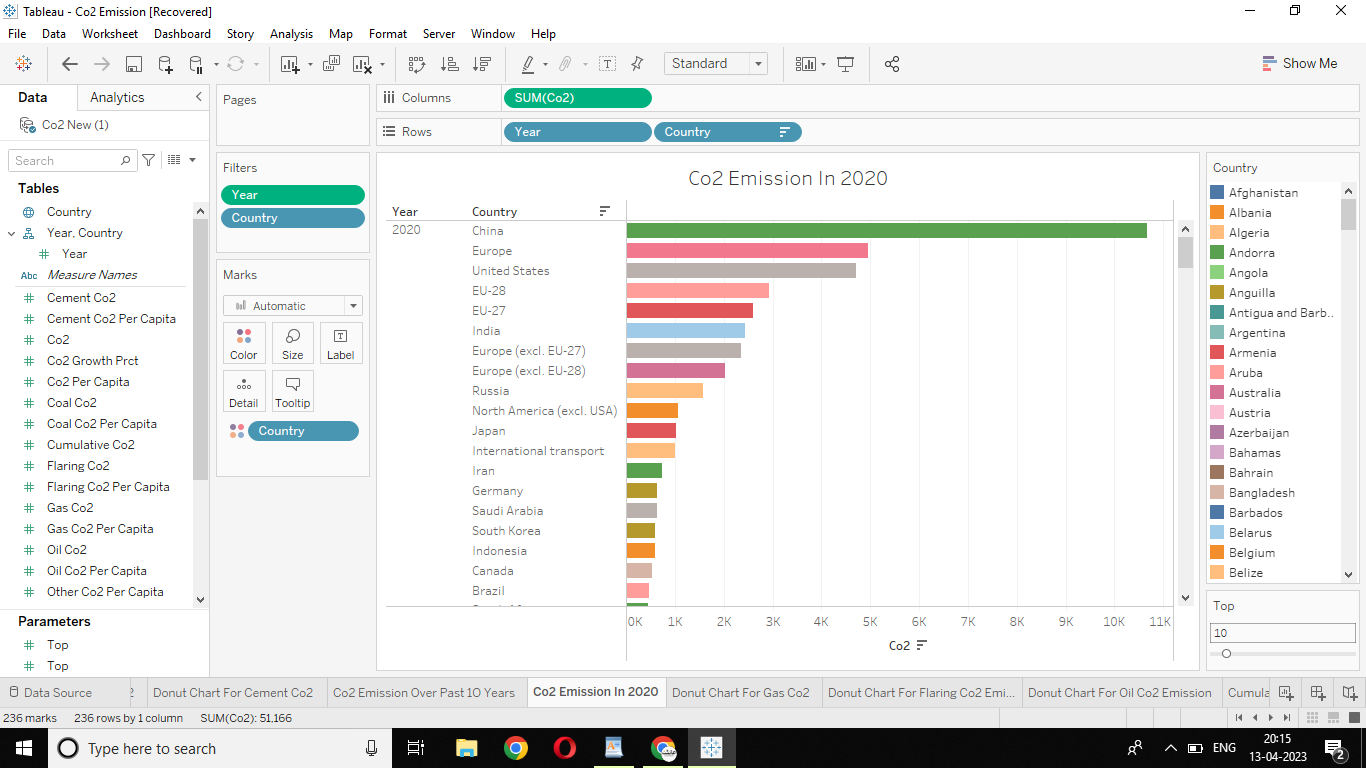 Tableau - Co2 Emission [Recovered]
File Data Worksheet Dashboard Story Analysis Map Format Server Window Help
Standard
Show Me
Data Analytics
Co2 New (1)
Search
Tables
Country
Year, Country
Year
Abc Measure Names
Cement Co2
Cement Co2 Per Capita
Co2
Co2 Growth Prct
Co2 Per Capita
Coal Co2
Coal Co2 Per Capita
Cumulative Co2
Flaring Co2
Flaring Co2 Per Capita
Gas Co2
Gas Co2 Per Capita
Oil Co2
Oil Co2 Per Capita
Other Co2 Per Capita
Parameters
Top
Top
Pages
Filters
Year
Country
Marks
Automatic
Color Size Label
Detail Tooltip
Country
Columns SUM(Co2)
Rows Year Country
Co2 Emission In 2020
Year Country
2020 China
Europe
United States
EU-28
EU-27
India
Europe (excl. EU-27)
Europe (excl. EU-28)
Russia
North America (excl. USA)
Japan
International transport
Iran
Germany
Saudi Arabia
South Korea
Indonesia
Canada
Brazil
0K 1K 2K 3K 4K 5K 6K 7K 8K 9K 10K 11K
Co2
Country
Afghanistan
Albania
Algeria
Andorra
Angola
Anguilla
Antigua and Barb..
Argentina
Armenia
Aruba
Australia
Austria
Azerbaijan
Bahamas
Bahrain
Bangladesh
Barbados
Belarus
Belgium
Belize
Top
10
Data Source 2 Donut Chart For Cement Co2 Co2 Emission Over Past 10 Years Co2 Emission In 2020 Donut Chart For Gas Co2 Donut Chart For Flaring Co2 Emi... Donut Chart For Oil Co2 Emission Cumula
236 marks 236 rows by 1 column SUM(Co2): 51,166
Type here to search
ENG
20:15
13-04-2023
2